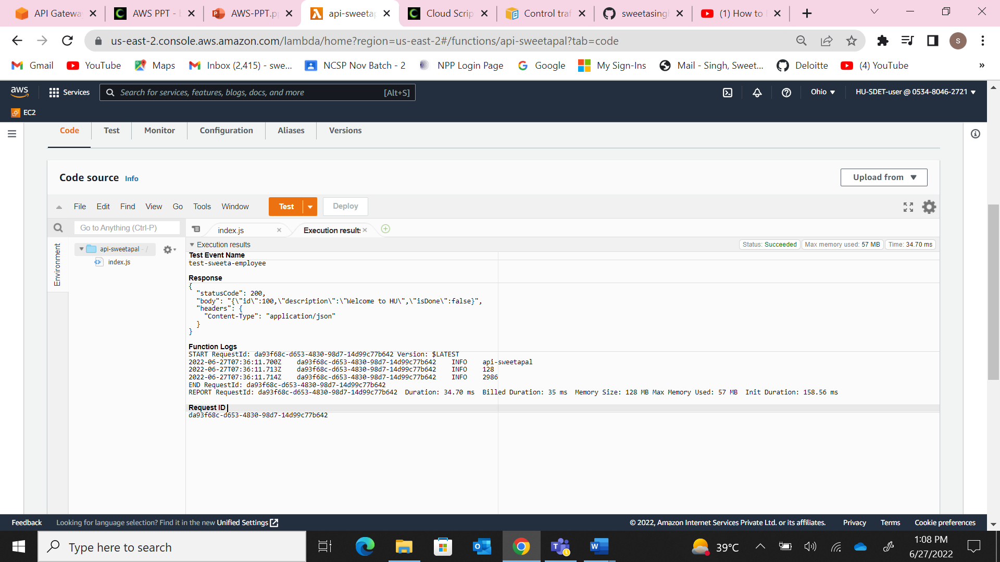 API Gatewa
AWS PPT -
AWS-PPT.p
api-sweetap
Cloud Scrip
Control traf
sweetasing
(1) How to
us-east-2.console.aws.amazon.com/lambda/home?region=us-east-2#/functions/api-sweetapal?tab=code
s
Gmail
YouTube
Maps
Inbox (2,415) - swe...
NCSP Nov Batch - 2
NPP Login Page
Google
My Sign-Ins
Mail - Singh, Sweet...
Deloitte
(4) YouTube
»
aws
Services
Search for services, features, blogs, docs, and more
[Alt+S]
Ohio
HU-SDET-user @ 0534-8046-2721
EC2
Code
Test
Monitor
Configuration
Aliases
Versions
Code source Info
Upload from
File
Edit
Find
View
Go
Tools
Window
Test
Deploy
Go to Anything (Ctrl-P)
index.js
Execution results
Environment
api-sweetapal - /
index.js
Execution results
Status: Succeeded
Max memory used: 57 MB
Time: 34.70 ms
Test Event Name
test-sweeta-employee
Response
{
"statusCode": 200,
"body": "{\"id\":100,\"description\":\"Welcome to HU\",\"isDone\":false}",
"headers": {
"Content-Type": "application/json"
}
}
Function Logs
START RequestId: da93f68c-d653-4830-98d7-14d99c77b642 Version: $LATEST
2022-06-27T07:36:11.700Z da93f68c-d653-4830-98d7-14d99c77b642 INFO api-sweetapal
2022-06-27T07:36:11.713Z da93f68c-d653-4830-98d7-14d99c77b642 INFO 128
2022-06-27T07:36:11.714Z da93f68c-d653-4830-98d7-14d99c77b642 INFO 2986
END RequestId: da93f68c-d653-4830-98d7-14d99c77b642
REPORT RequestId: da93f68c-d653-4830-98d7-14d99c77b642 Duration: 34.70 ms Billed Duration: 35 ms Memory Size: 128 MB Max Memory Used: 57 MB Init Duration: 158.56 ms
Request ID
da93f68c-d653-4830-98d7-14d99c77b642
Feedback
Looking for language selection? Find it in the new Unified Settings
© 2022, Amazon Internet Services Private Ltd. or its affiliates.
Privacy
Terms
Cookie preferences
Type here to search
39°C
1:08 PM
6/27/2022